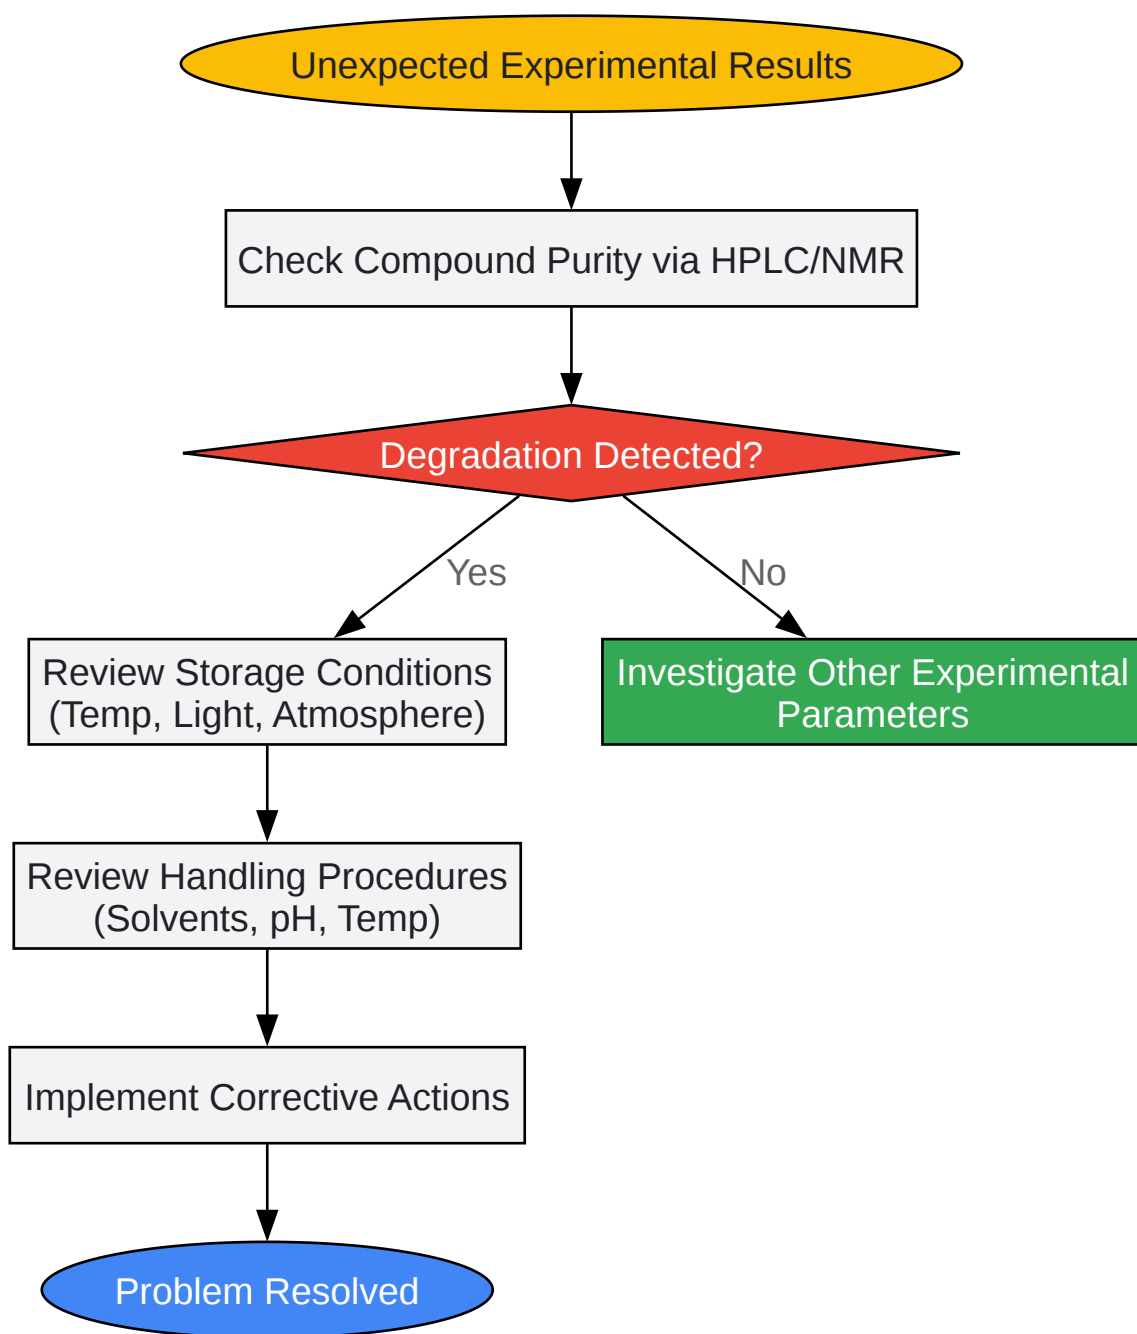 Unexpected Experimental Results
Check Compound Purity via HPLC/NMR
Degradation Detected?
Yes
No
Review Storage Conditions
(Temp, Light, Atmosphere)
Investigate Other Experimental
Parameters
Review Handling Procedures
(Solvents, pH, Temp)
Implement Corrective Actions
Problem Resolved